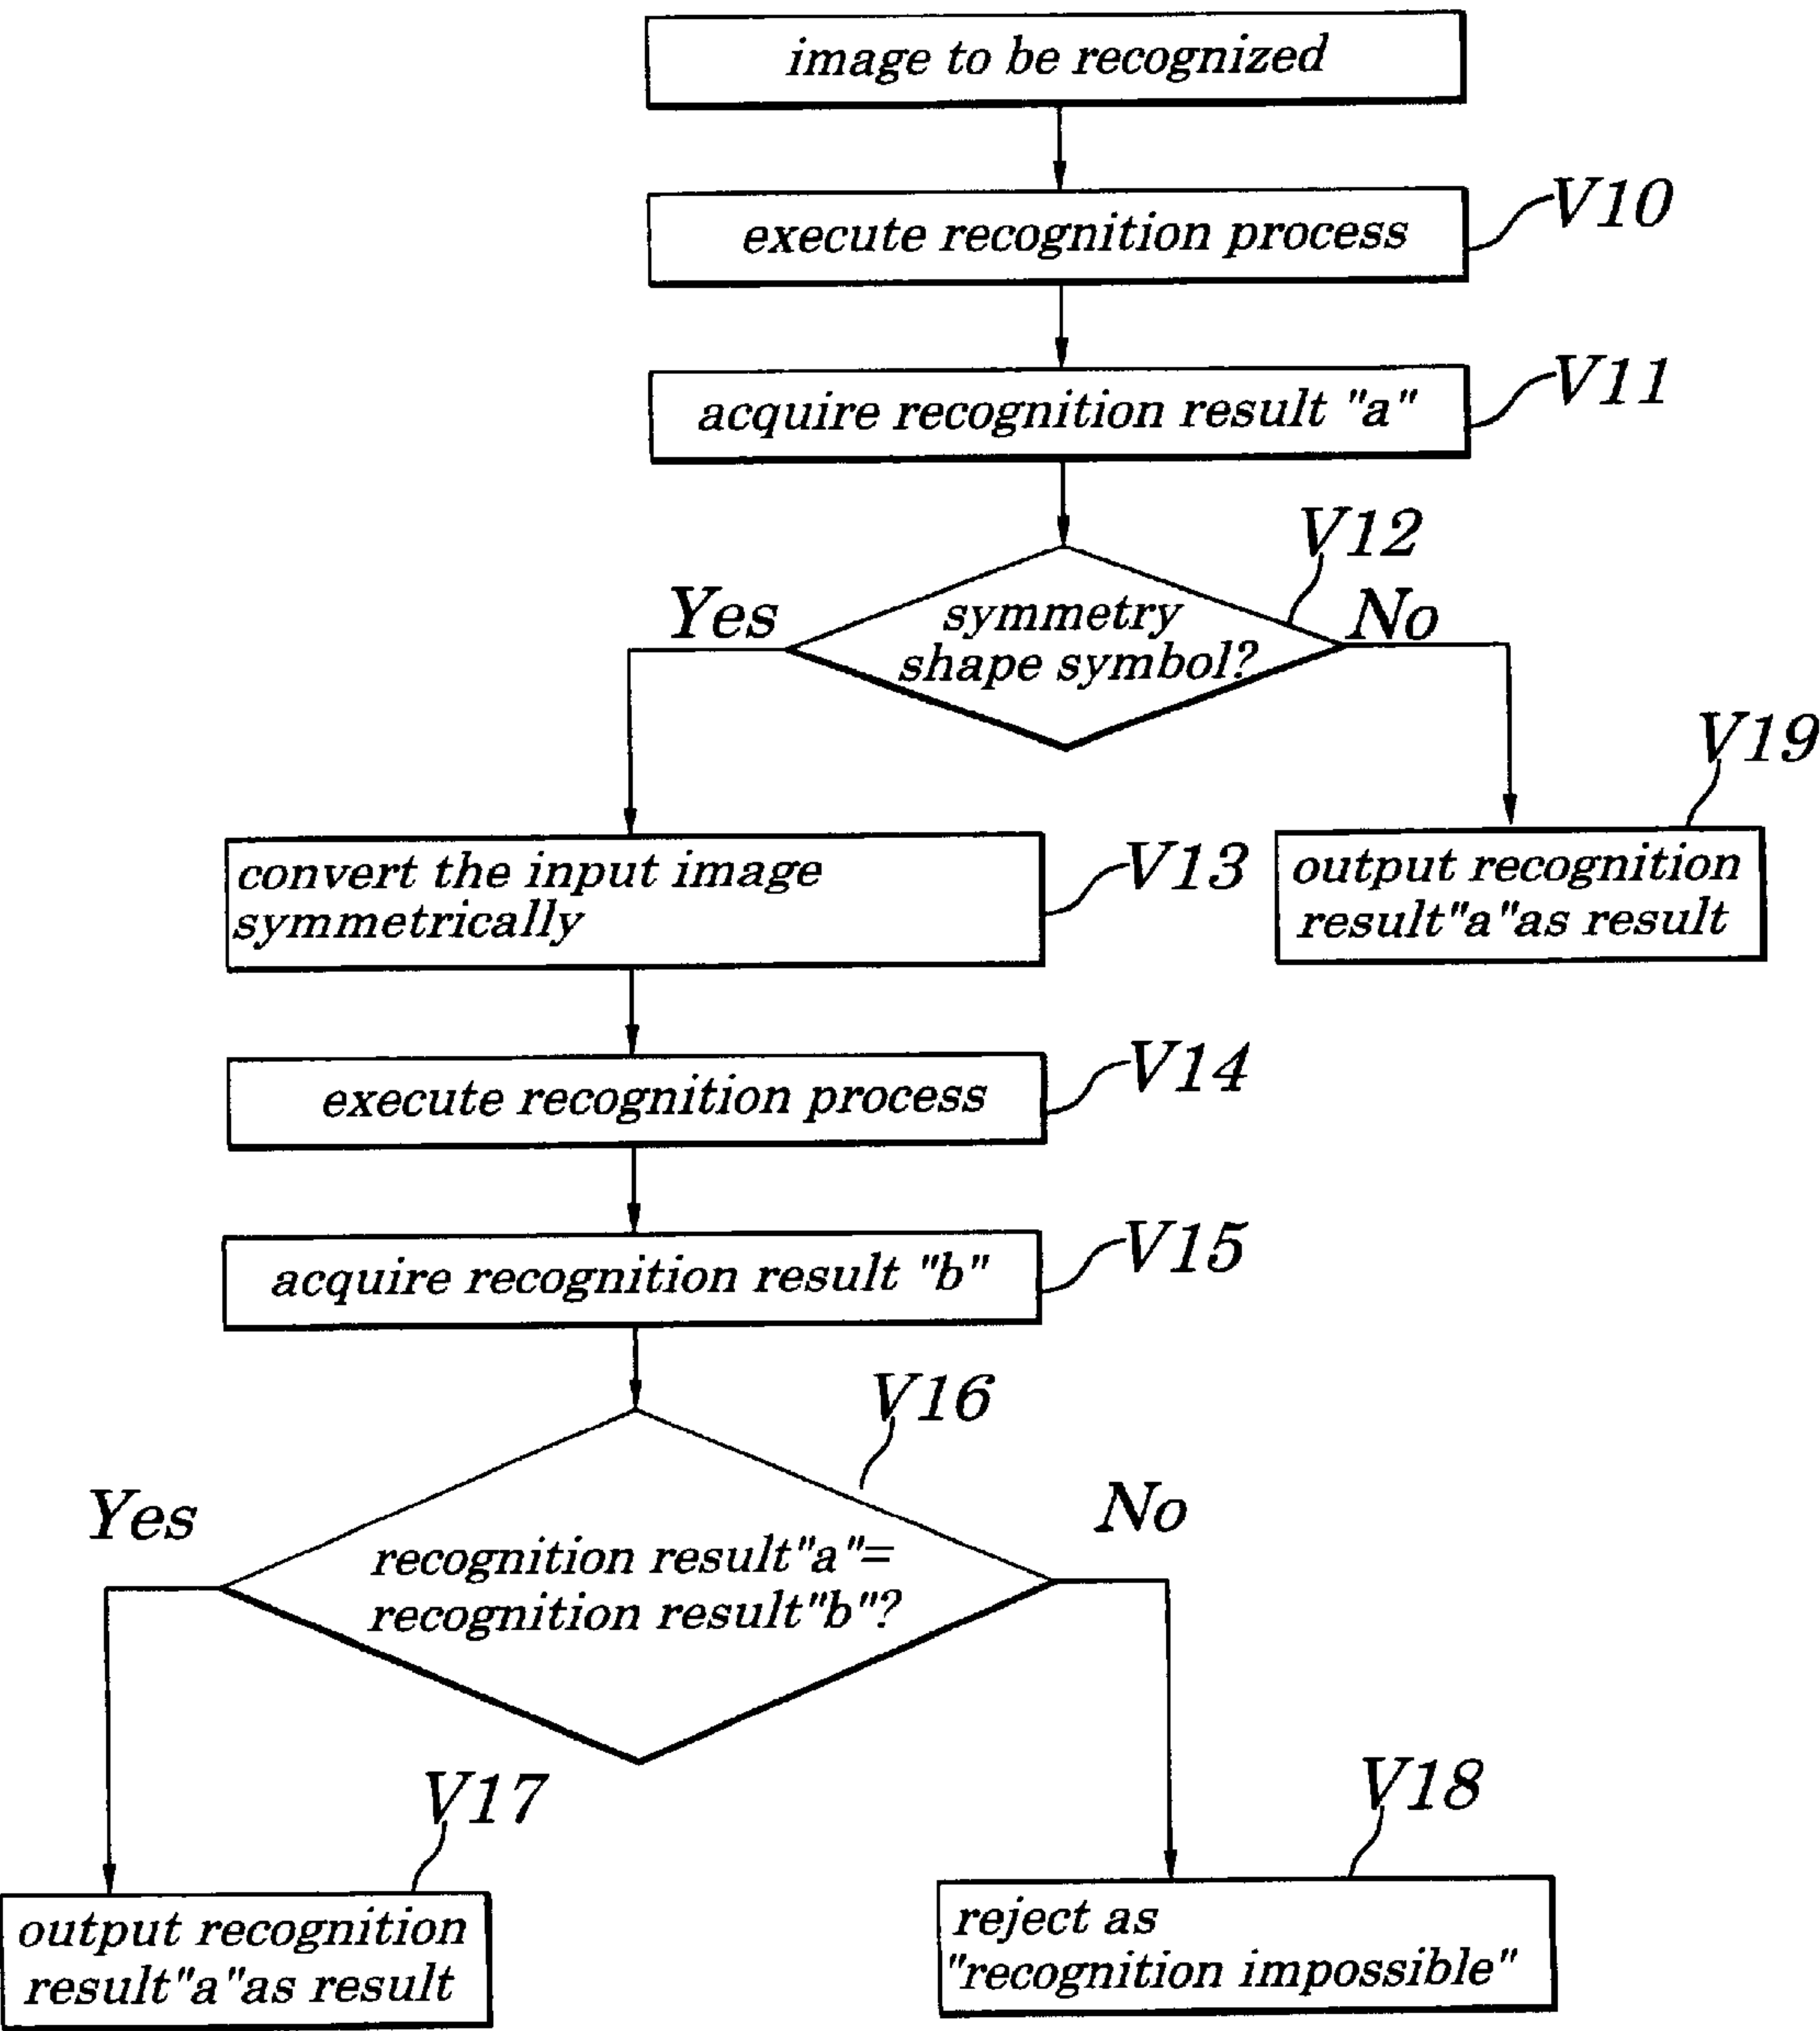 image to be recognized
execute recognition process
V10
acquire recognition result "a"
V11
V12
Yes
symmetry
shape symbol?
No
V19
convert the input image
symmetrically
V13
output recognition
result"a"as result
execute recognition process
V14
acquire recognition result "b"
V15
V16
Yes
recognition result"a"=
recognition result"b"?
No
V17
V18
output recognition
result"a"as result
reject as
"recognition impossible"